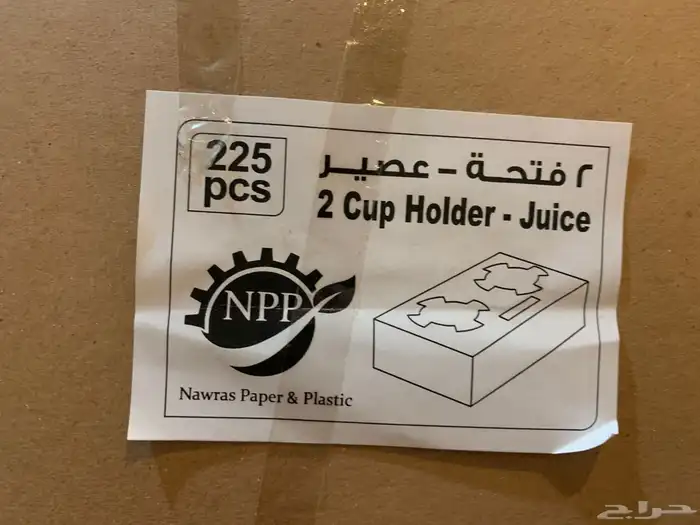 225
pcs
٢ فتحة - عصير
2 Cup Holder - Juice
NPP
Nawras Paper & Plastic
حراج